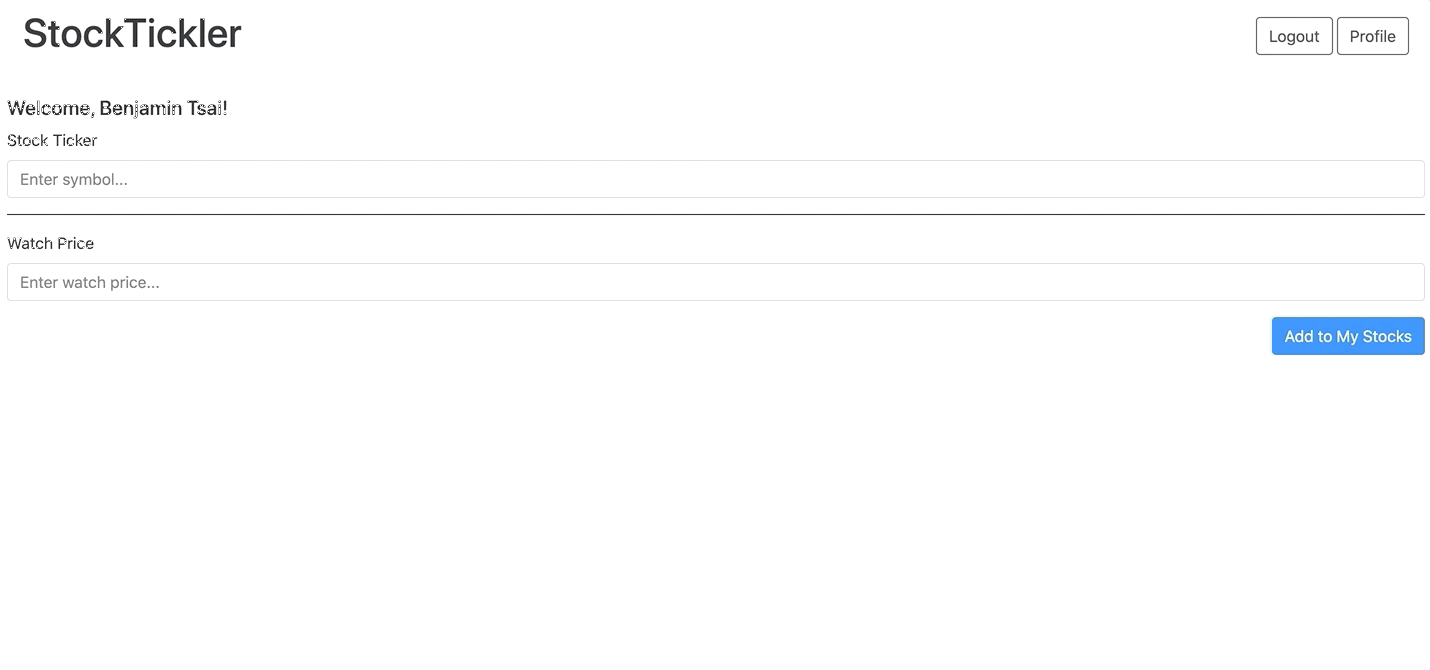 StockTickler
Logout Profile
Welcome, Benjamin Tsai!
Stock Ticker
Enter symbol...
Watch Price
Enter watch price...
Add to My Stocks